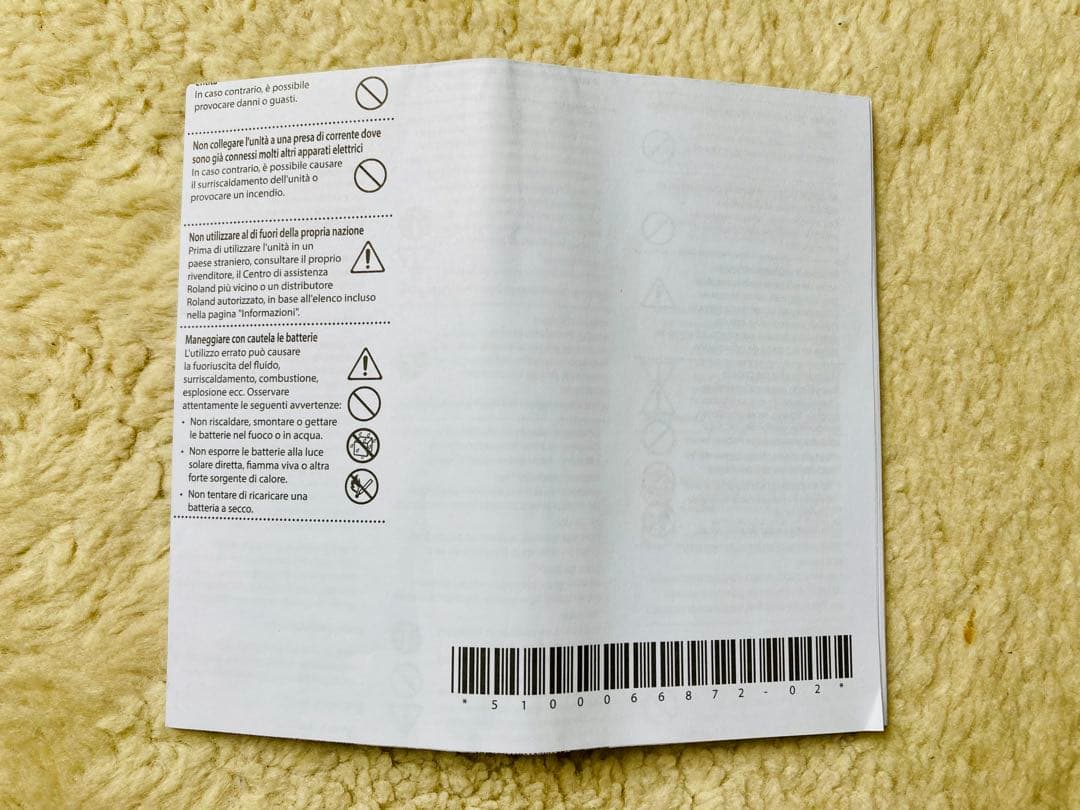 In caso contrario, è possibile
provocare danni o guasti.
Non collegare l'unità a una presa di corrente dove
sono già connessi molti altri apparati elettrici
In caso contrario, è possibile causare
il surriscaldamento dell'unità o
provocare un incendio.
Non utilizzare al di fuori della propria nazione
Prima di utilizzare l'unità in un
paese straniero, consultare il proprio
rivenditore, il Centro di assistenza
Roland più vicino o un distributore
Roland autorizzato, in base all'elenco incluso
nella pagina "Informazioni".
Maneggiare con cautela le batterie
L'utilizzo errato può causare
la fuoriuscita del fluido,
surriscaldamento, combustione,
esplosione ecc. Osservare
attentamente le seguenti avvertenze:
• Non riscaldare, smontare o gettare
le batterie nel fuoco o in acqua.
• Non esporre le batterie alla luce
solare diretta, fiamma viva o altra
forte sorgente di calore.
• Non tentare di ricaricare una
batteria a secco.
* 5 1 0 0 0 6 6 8 7 2 - 0 2 *